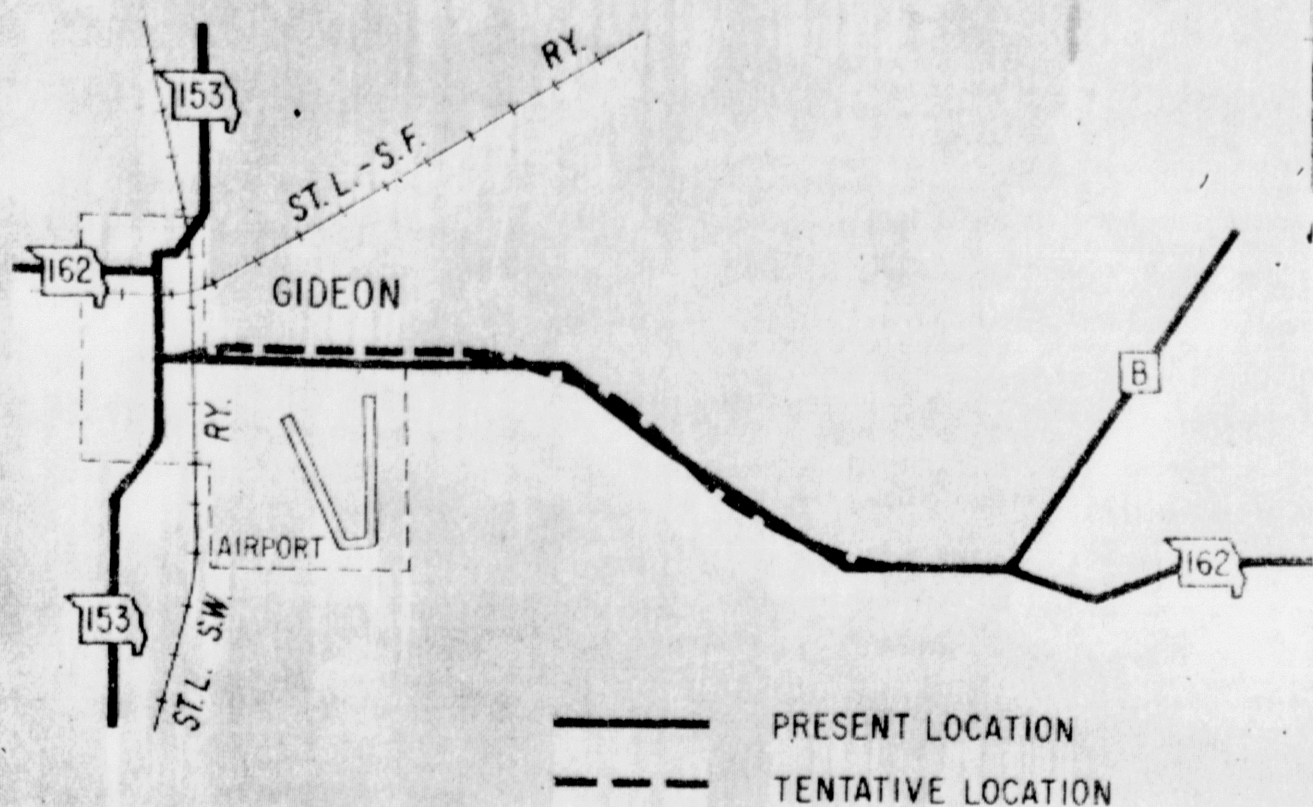 153
RY.
ST. L. - S.F.
162
GIDEON
B
RY.
AIRPORT
162
153
ST. L. S.W
PRESENT LOCATION
TENTATIVE LOCATION